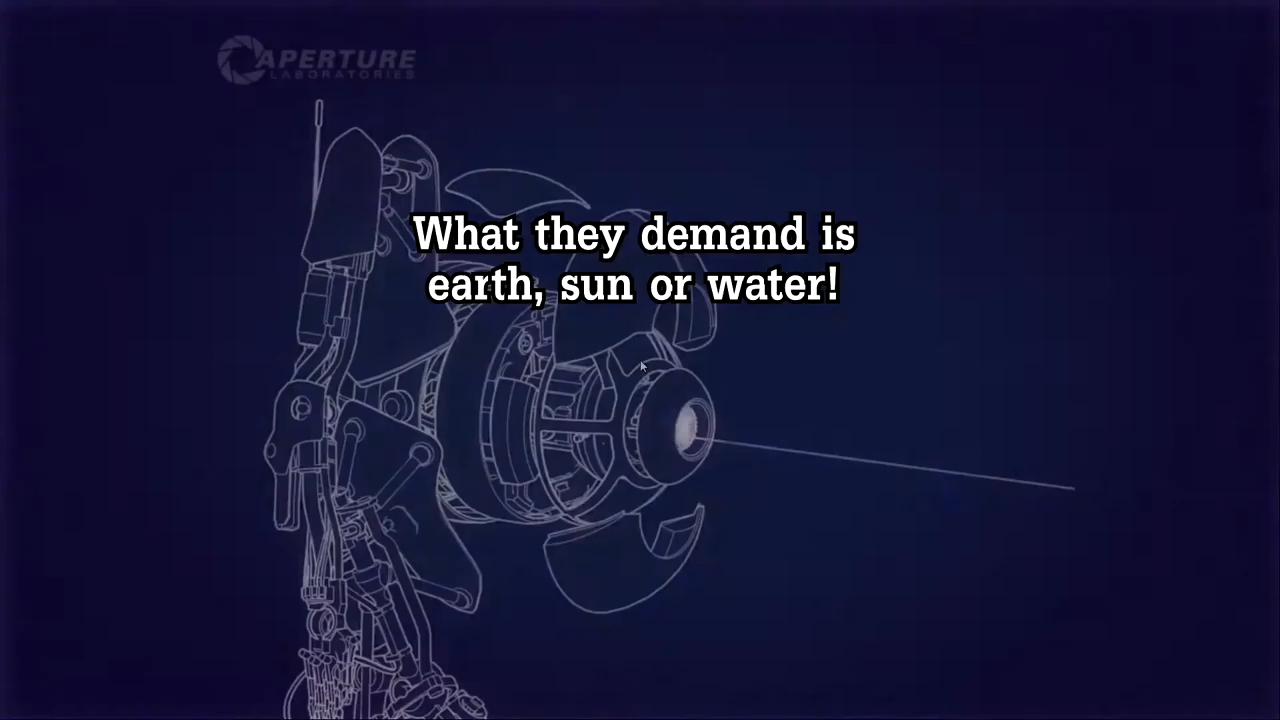 APERTURE
LABORATORIES
What they demand is
earth, sun or water!